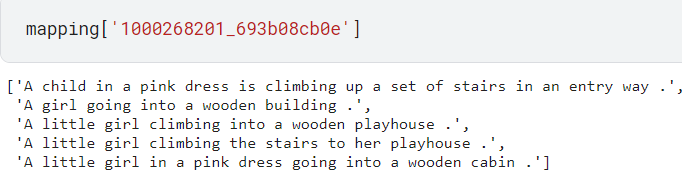 mapping['1000268201_693b08cb0e']
['A child in a pink dress is climbing up a set of stairs in an entry way .',
'A girl going into a wooden building .',
'A little girl climbing into a wooden playhouse .',
'A little girl climbing the stairs to her playhouse .',
'A little girl in a pink dress going into a wooden cabin .']